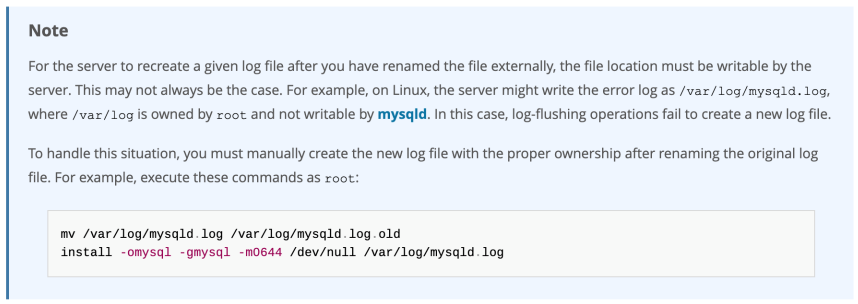 Note
For the server to recreate a given log file after you have renamed the file externally, the file location must be writable by the
server. This may not always be the case. For example, on Linux, the server might write the error log as /var/log/mysqld.log,
where /var/log is owned by root and not writable by mysqld. In this case, log-flushing operations fail to create a new log file.
To handle this situation, you must manually create the new log file with the proper ownership after renaming the original log
file. For example, execute these commands as root:
mv /var/log/mysqld.log /var/log/mysqld.log.old
install -omysql -gmysql -m0644 /dev/null /var/log/mysqld.log